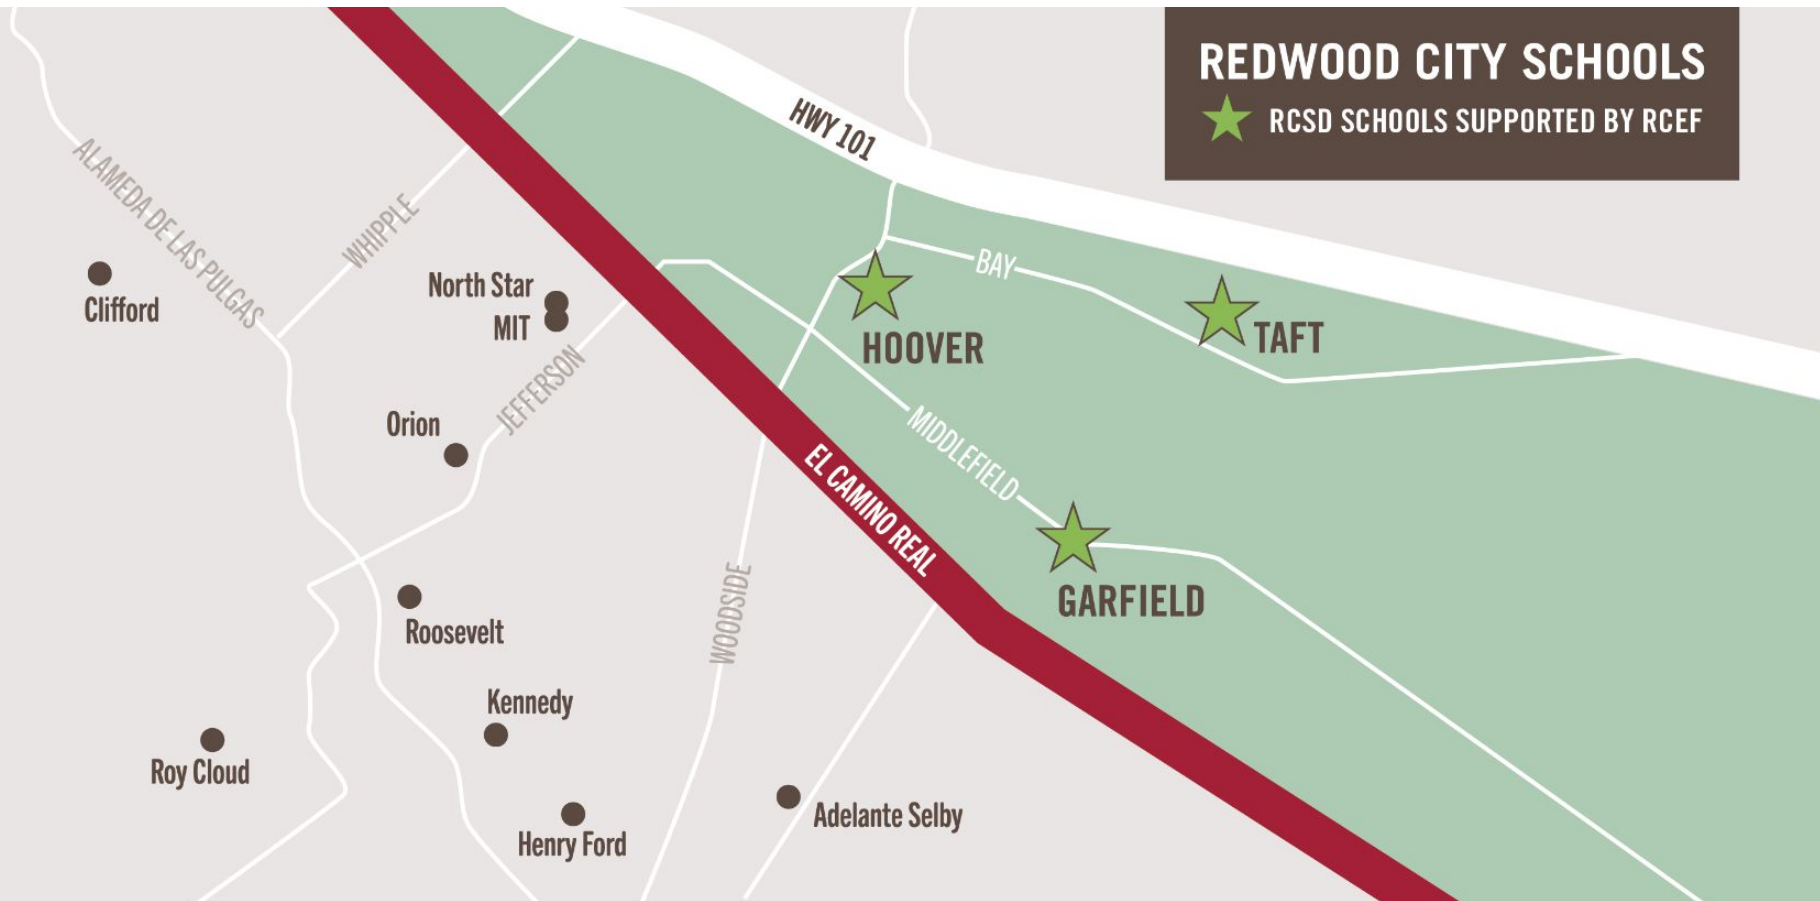 REDWOOD CITY SCHOOLS
RCSD SCHOOLS SUPPORTED BY RCEF
HWY 101
ALAMEDA DE LAS PULGAS
WHIPPLE
BAY
Clifford
North Star
MIT
HOOVER
TAFT
JEFFERSON
Orion
MIDDLEFIELD
EL CAMINO REAL
GARFIELD
WOODSIDE
Roosevelt
Kennedy
Roy Cloud
Adelante Selby
Henry Ford